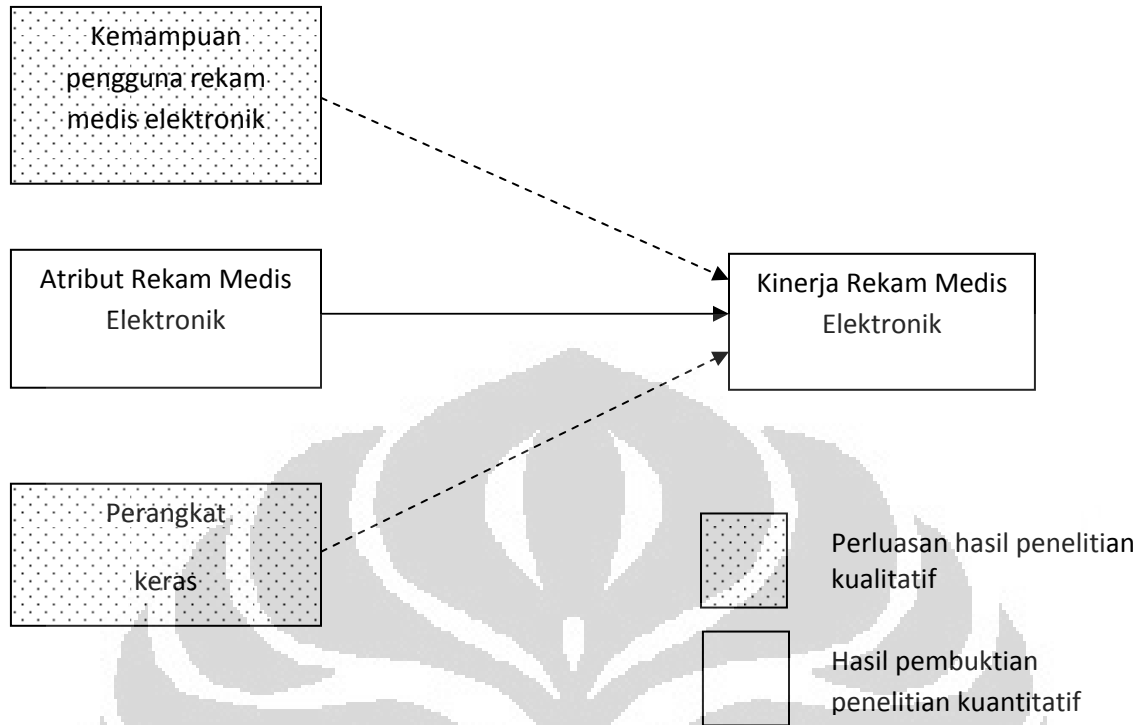 Kemampuan
pengguna rekam
medis elektronik
Atribut Rekam Medis
Elektronik
Kinerja Rekam Medis
Elektronik
Perangkat
keras
Perluasan hasil penelitian
kualitatif
Hasil pembuktian
penelitian kuantitatif